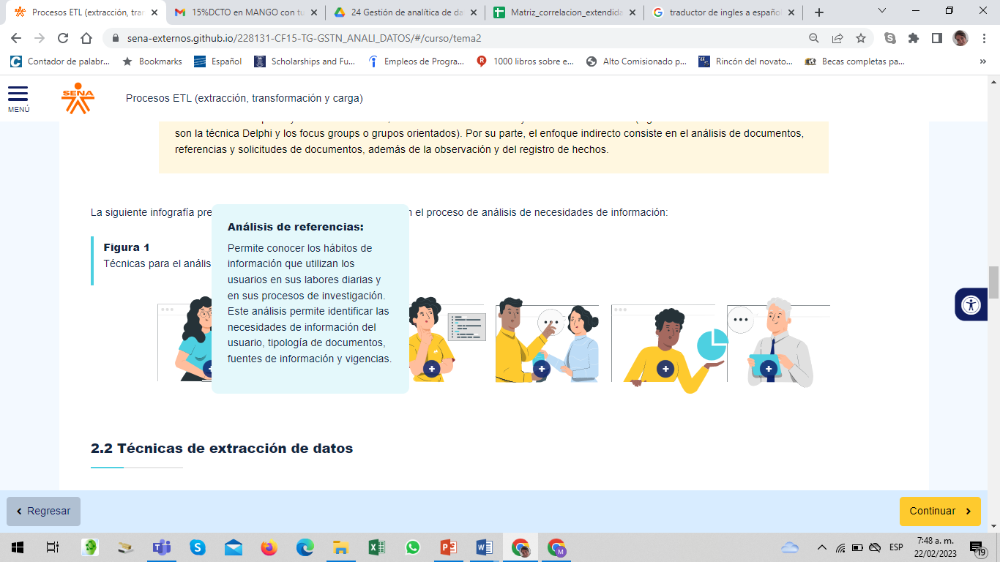 Procesos ETL (extracción, tra
15%DCTO en MANGO con tu
24 Gestión de analítica de da
Matriz_correlacion_extendida
traductor de ingles a español
sena-externos.github.io/228131-CF15-TG-GSTN_ANALI_DATOS/#/curso/tema2
Contador de palabr...
Bookmarks
Español
Scholarships and Fu...
Empleos de Progra...
1000 libros sobre e...
Alto Comisionado p...
Rincón del novato...
Becas completas pa...
»
MENÚ
SENA
Procesos ETL (extracción, transformación y carga)
son la técnica Delphi y los focus groups o grupos orientados). Por su parte, el enfoque indirecto consiste en el análisis de documentos,
referencias y solicitudes de documentos, además de la observación y del registro de hechos.
La siguiente infografía pre
n el proceso de análisis de necesidades de información:
Figura 1
Técnicas para el anális
Análisis de referencias:
Permite conocer los hábitos de
información que utilizan los
usuarios en sus labores diarias y
en sus procesos de investigación.
Este análisis permite identificar las
necesidades de información del
usuario, tipología de documentos,
fuentes de información y vigencias.
2.2 Técnicas de extracción de datos
Regresar
Continuar
ESP
7:48 a. m.
22/02/2023
19